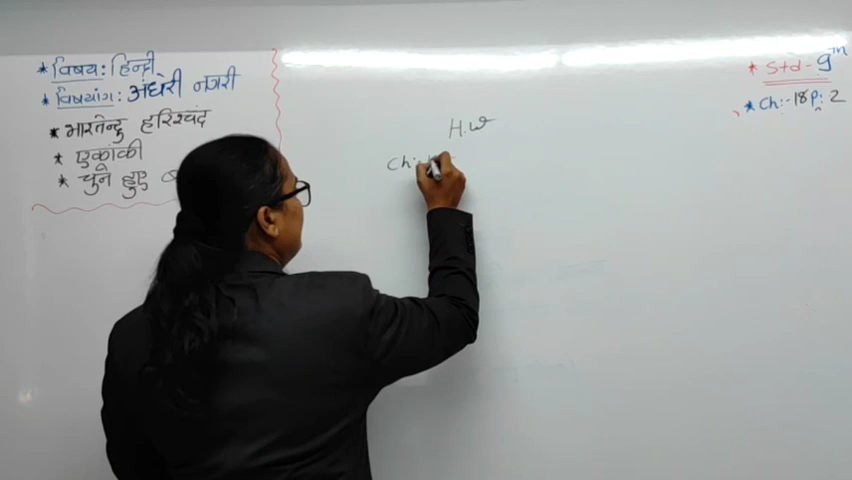 * विषय: हिन्दी
* विषयांग: अंधेरी नगरी
* भारतेन्दु हरिश्चंद्र
* एकांकी
* चुने हुए
H.W
Ch:-
* Std-9th
* Ch:-18 P: 2